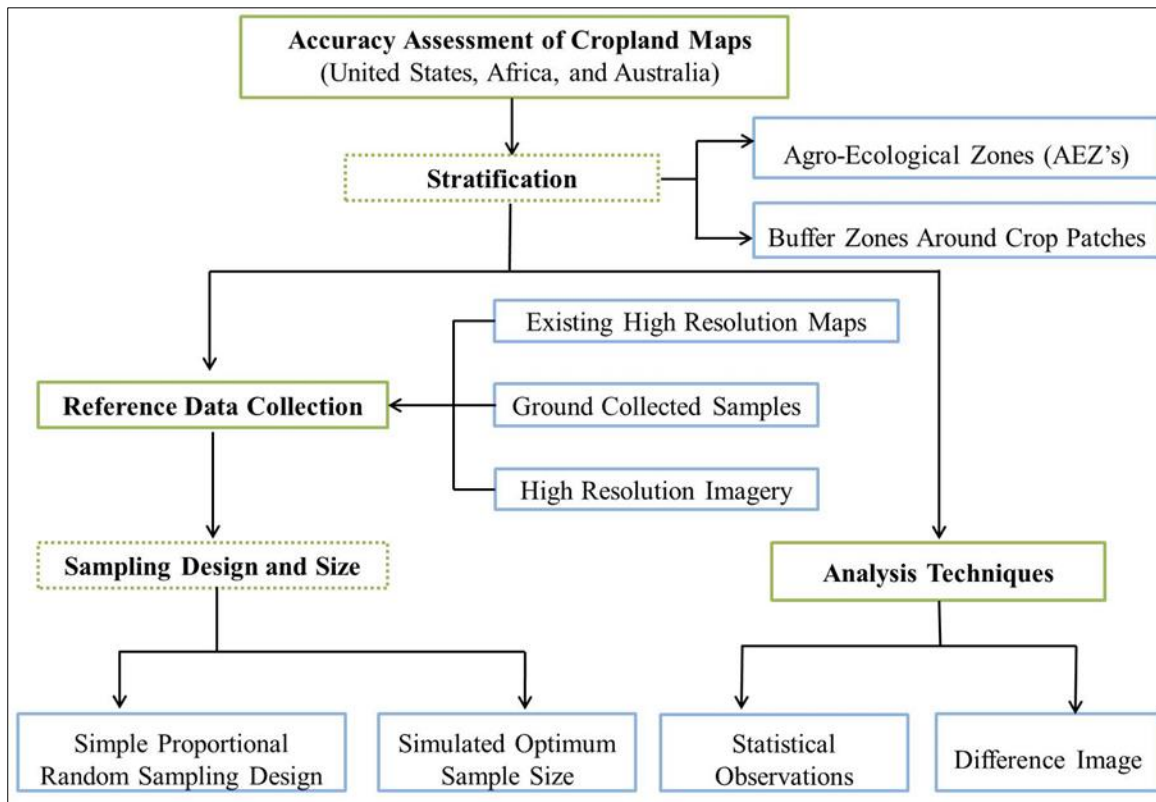 Accuracy Assessment of Cropland Maps
(United States, Africa, and Australia)
Stratification
Agro-Ecological Zones (AEZ's)
Buffer Zones Around Crop Patches
Existing High Resolution Maps
Reference Data Collection
Ground Collected Samples
High Resolution Imagery
Sampling Design and Size
Analysis Techniques
Simple Proportional
Random Sampling Design
Simulated Optimum
Sample Size
Statistical
Observations
Difference Image